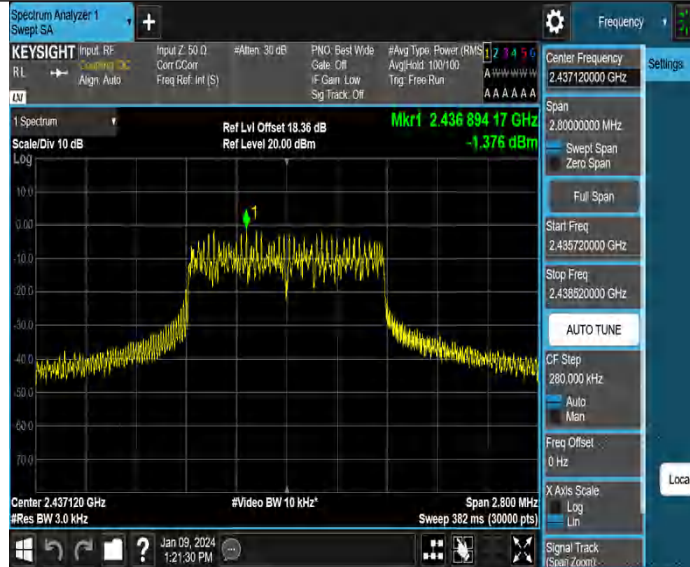 Spectrum Analyzer 1
Swept SA
+
Frequency
KEYSIGHT
RL
Input: RF
Coupling: DC
Align: Auto
Input Z: 50 Ω
Corr CCorr
Freq Ref: Int (S)
#Atten: 30 dB
PNO: Best Wide
Gate: Off
IF Gain: Low
Sig Track: Off
#Avg Type: Power (RMS
Avg|Hold: 100/100
Trig: Free Run
1 2 3 4 5 6
A W W W W W
A A A A A A
LXI
1 Spectrum
Scale/Div 10 dB
Log
Ref Lvl Offset 18.36 dB
Ref Level 20.00 dBm
Mkr1 2.436 894 17 GHz
-1.376 dBm
10.0
0.00
-10.0
-20.0
-30.0
-40.0
-50.0
-60.0
-70.0
1
Center 2.437120 GHz
#Res BW 3.0 kHz
#Video BW 10 kHz*
Span 2.800 MHz
Sweep 382 ms (30000 pts)
?
Jan 09, 2024
1:21:30 PM
Center Frequency
2.437120000 GHz
Settings
Span
2.80000000 MHz
Swept Span
Zero Span
Full Span
Start Freq
2.435720000 GHz
Stop Freq
2.438520000 GHz
AUTO TUNE
CF Step
280.000 kHz
Auto
Man
Freq Offset
0 Hz
X Axis Scale
Log
Lin
Loca
Signal Track
(Span Zoom)